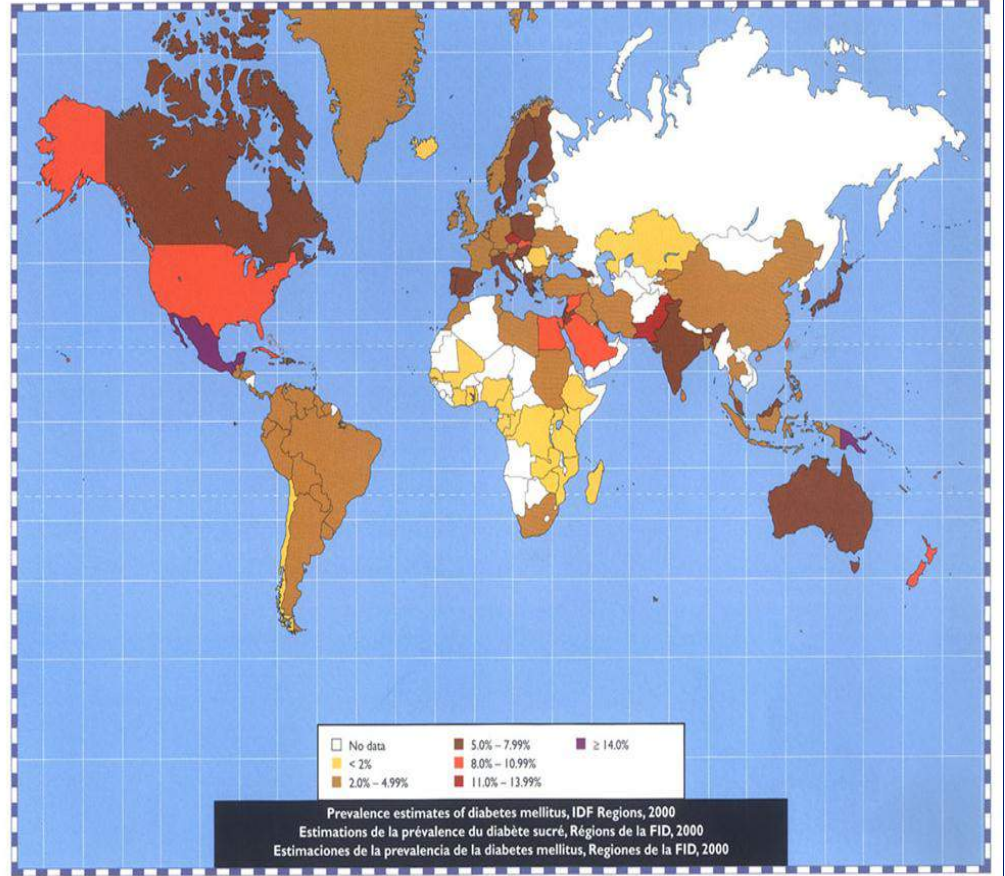 No data
< 2%
2.0% – 4.99%
5.0% – 7.99%
8.0% – 10.99%
11.0% – 13.99%
≥ 14.0%
Prevalence estimates of diabetes mellitus, IDF Regions, 2000
Estimations de la prévalence du diabète sucré, Régions de la FID, 2000
Estimaciones de la prevalencia de la diabetes mellitus, Regiones de la FID, 2000